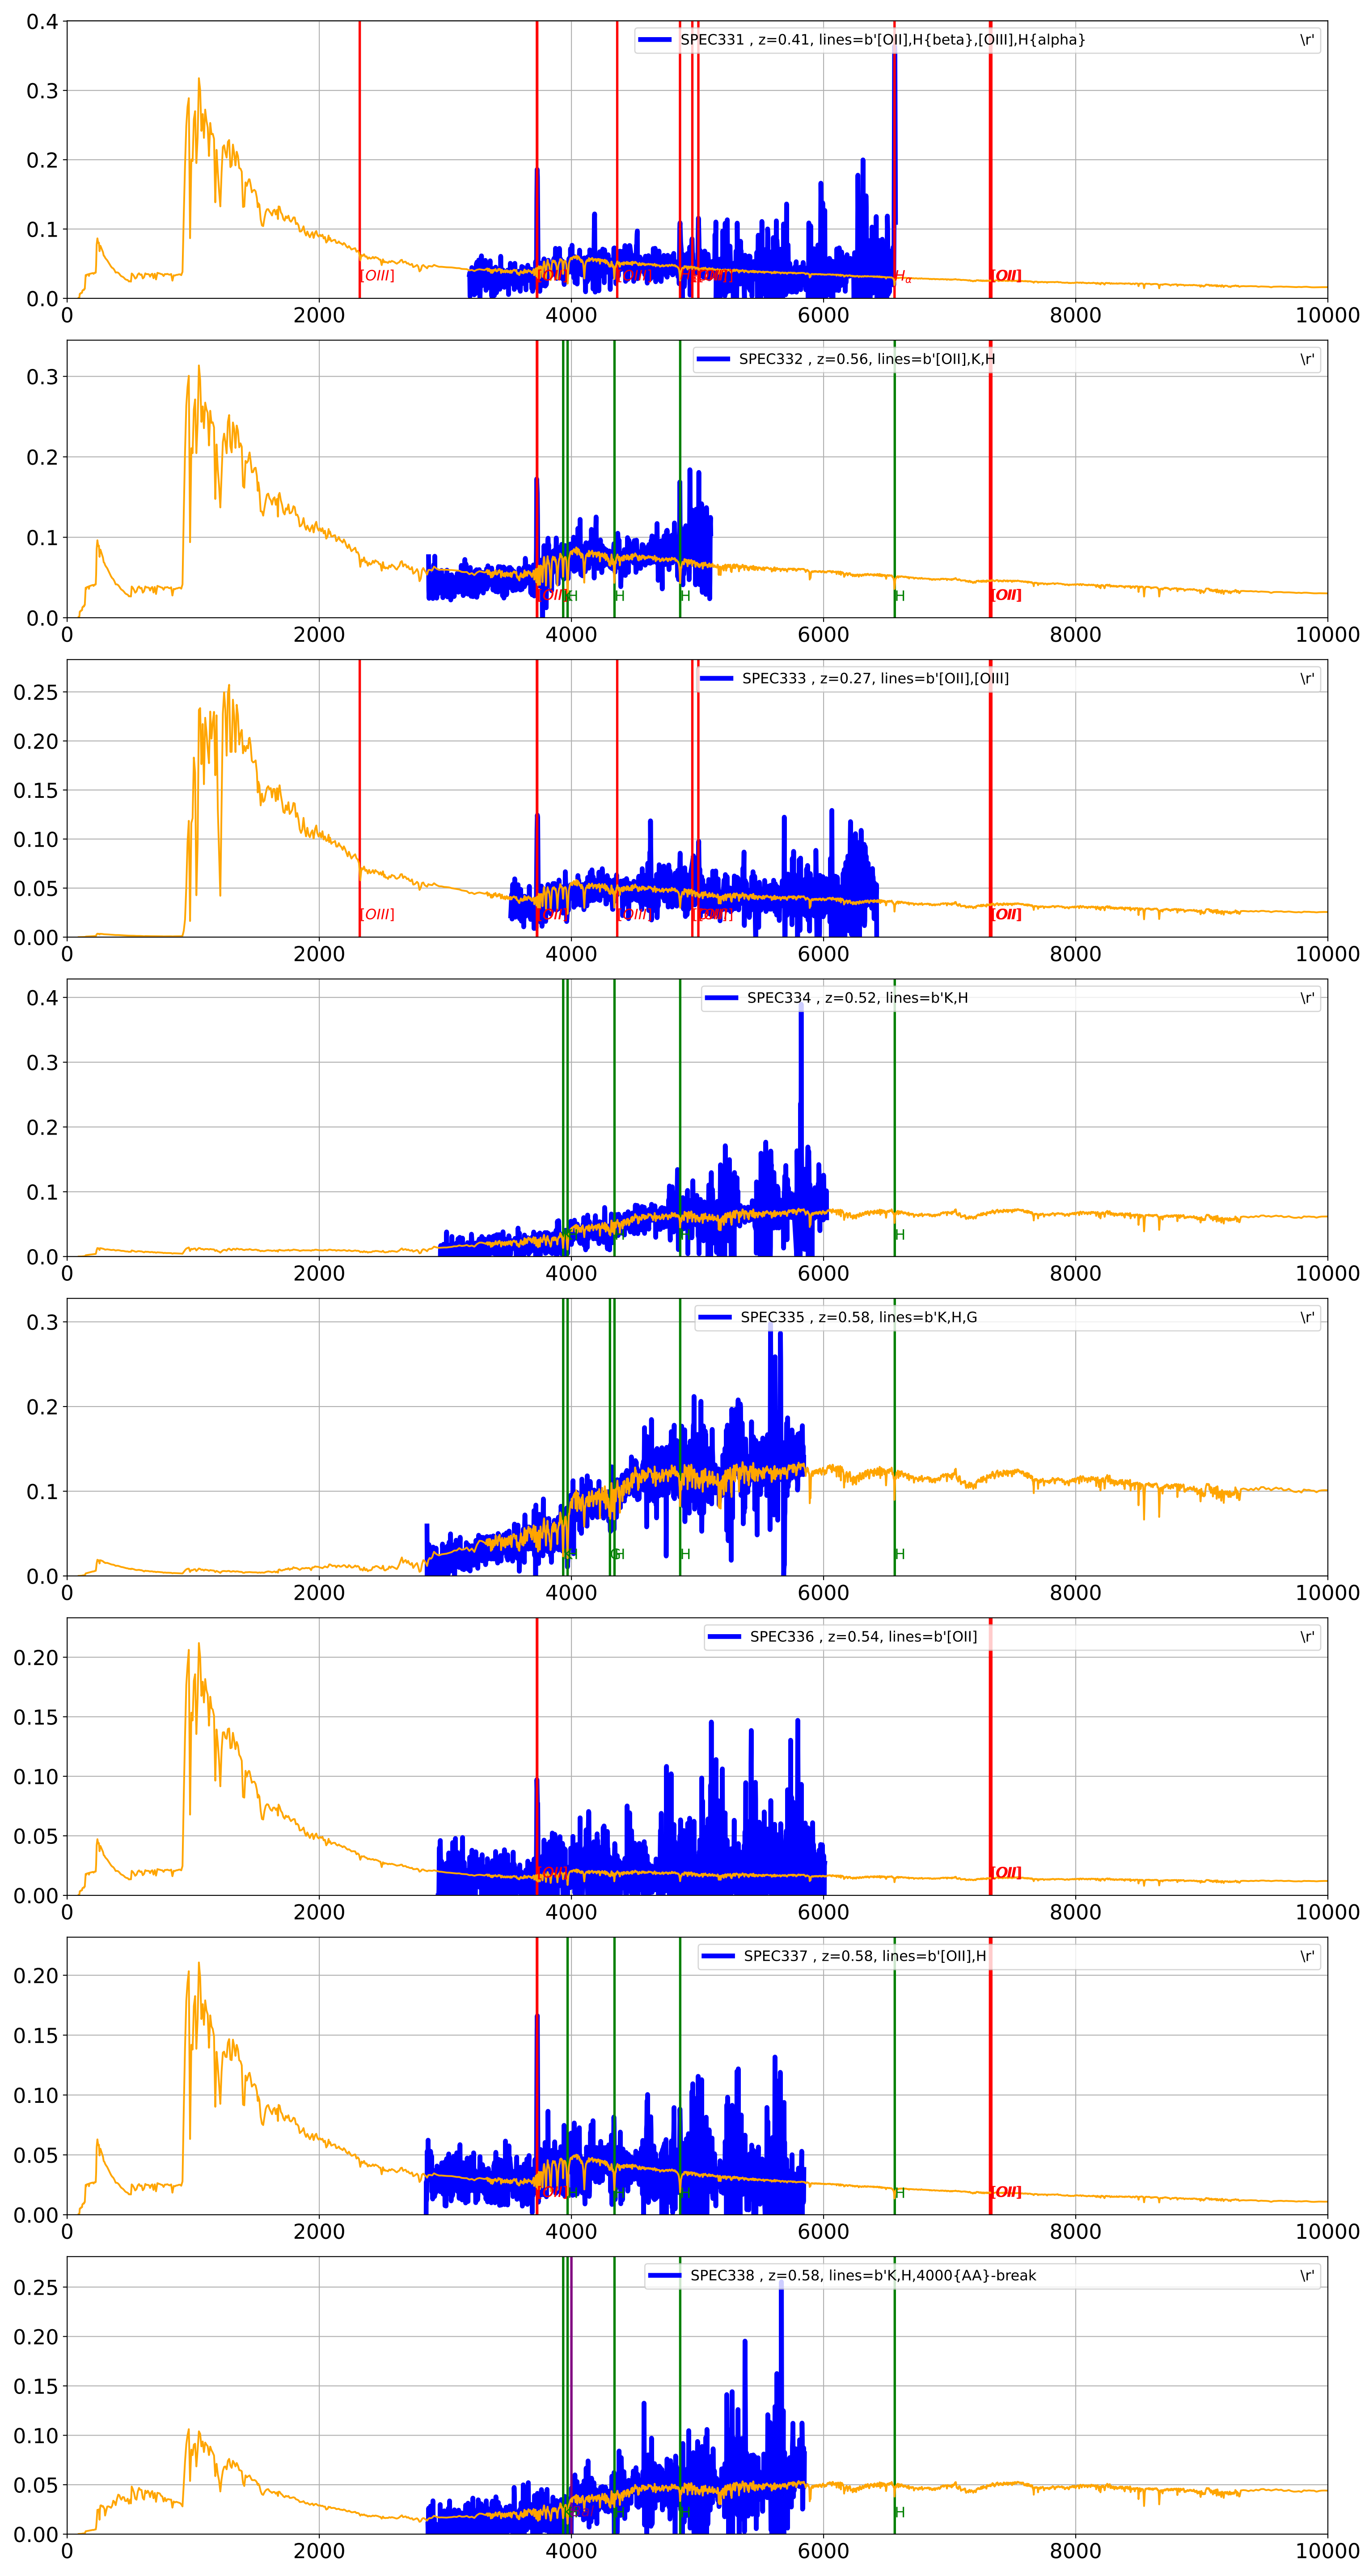 SPEC331 , z=0.41, lines=b'[OII],H{beta},[OIII],H{alpha} \r'
0.4
0.3
0.2
0.1
0.0
[OIII]
H_α
[OII]
0 2000 4000 6000 8000 10000
SPEC332 , z=0.56, lines=b'[OII],K,H \r'
0.3
0.2
0.1
0.0
H H H H
[OII]
0 2000 4000 6000 8000 10000
SPEC333 , z=0.27, lines=b'[OII],[OIII] \r'
0.25
0.20
0.15
0.10
0.05
0.00
[OIII]
[OII]
0 2000 4000 6000 8000 10000
SPEC334 , z=0.52, lines=b'K,H \r'
0.4
0.3
0.2
0.1
0.0
H H H H
0 2000 4000 6000 8000 10000
SPEC335 , z=0.58, lines=b'K,H,G \r'
0.3
0.2
0.1
0.0
H G H H H
0 2000 4000 6000 8000 10000
SPEC336 , z=0.54, lines=b'[OII] \r'
0.20
0.15
0.10
0.05
0.00
[OII] [OII]
0 2000 4000 6000 8000 10000
SPEC337 , z=0.58, lines=b'[OII],H \r'
0.20
0.15
0.10
0.05
0.00
[OII] H H H H [OII]
0 2000 4000 6000 8000 10000
SPEC338 , z=0.58, lines=b'K,H,4000{AA}-break \r'
0.25
0.20
0.15
0.10
0.05
0.00
H H H
0 2000 4000 6000 8000 10000